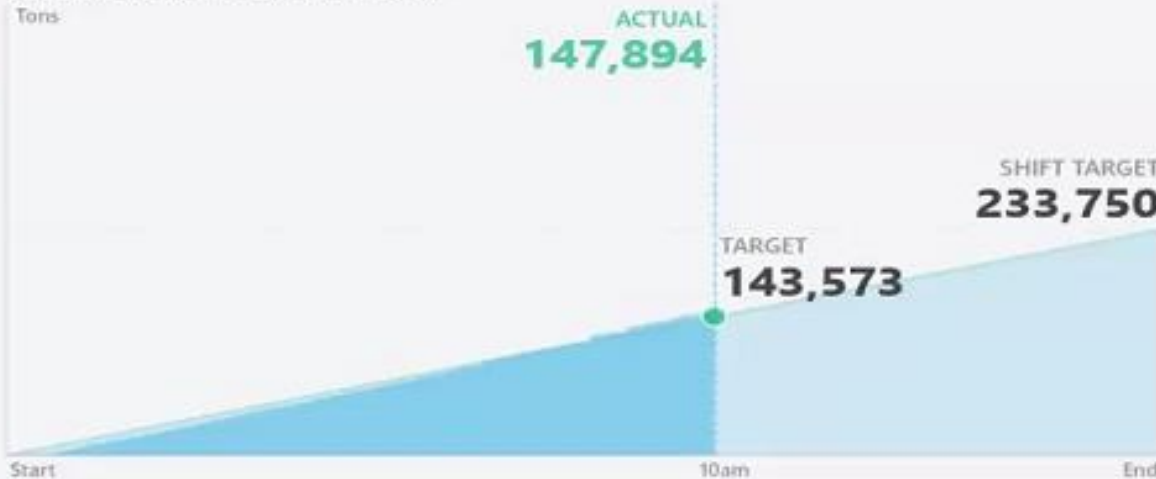 Tons
ACTUAL
147,894
SHIFT TARGET
233,750
TARGET
143,573
Start
10am
End